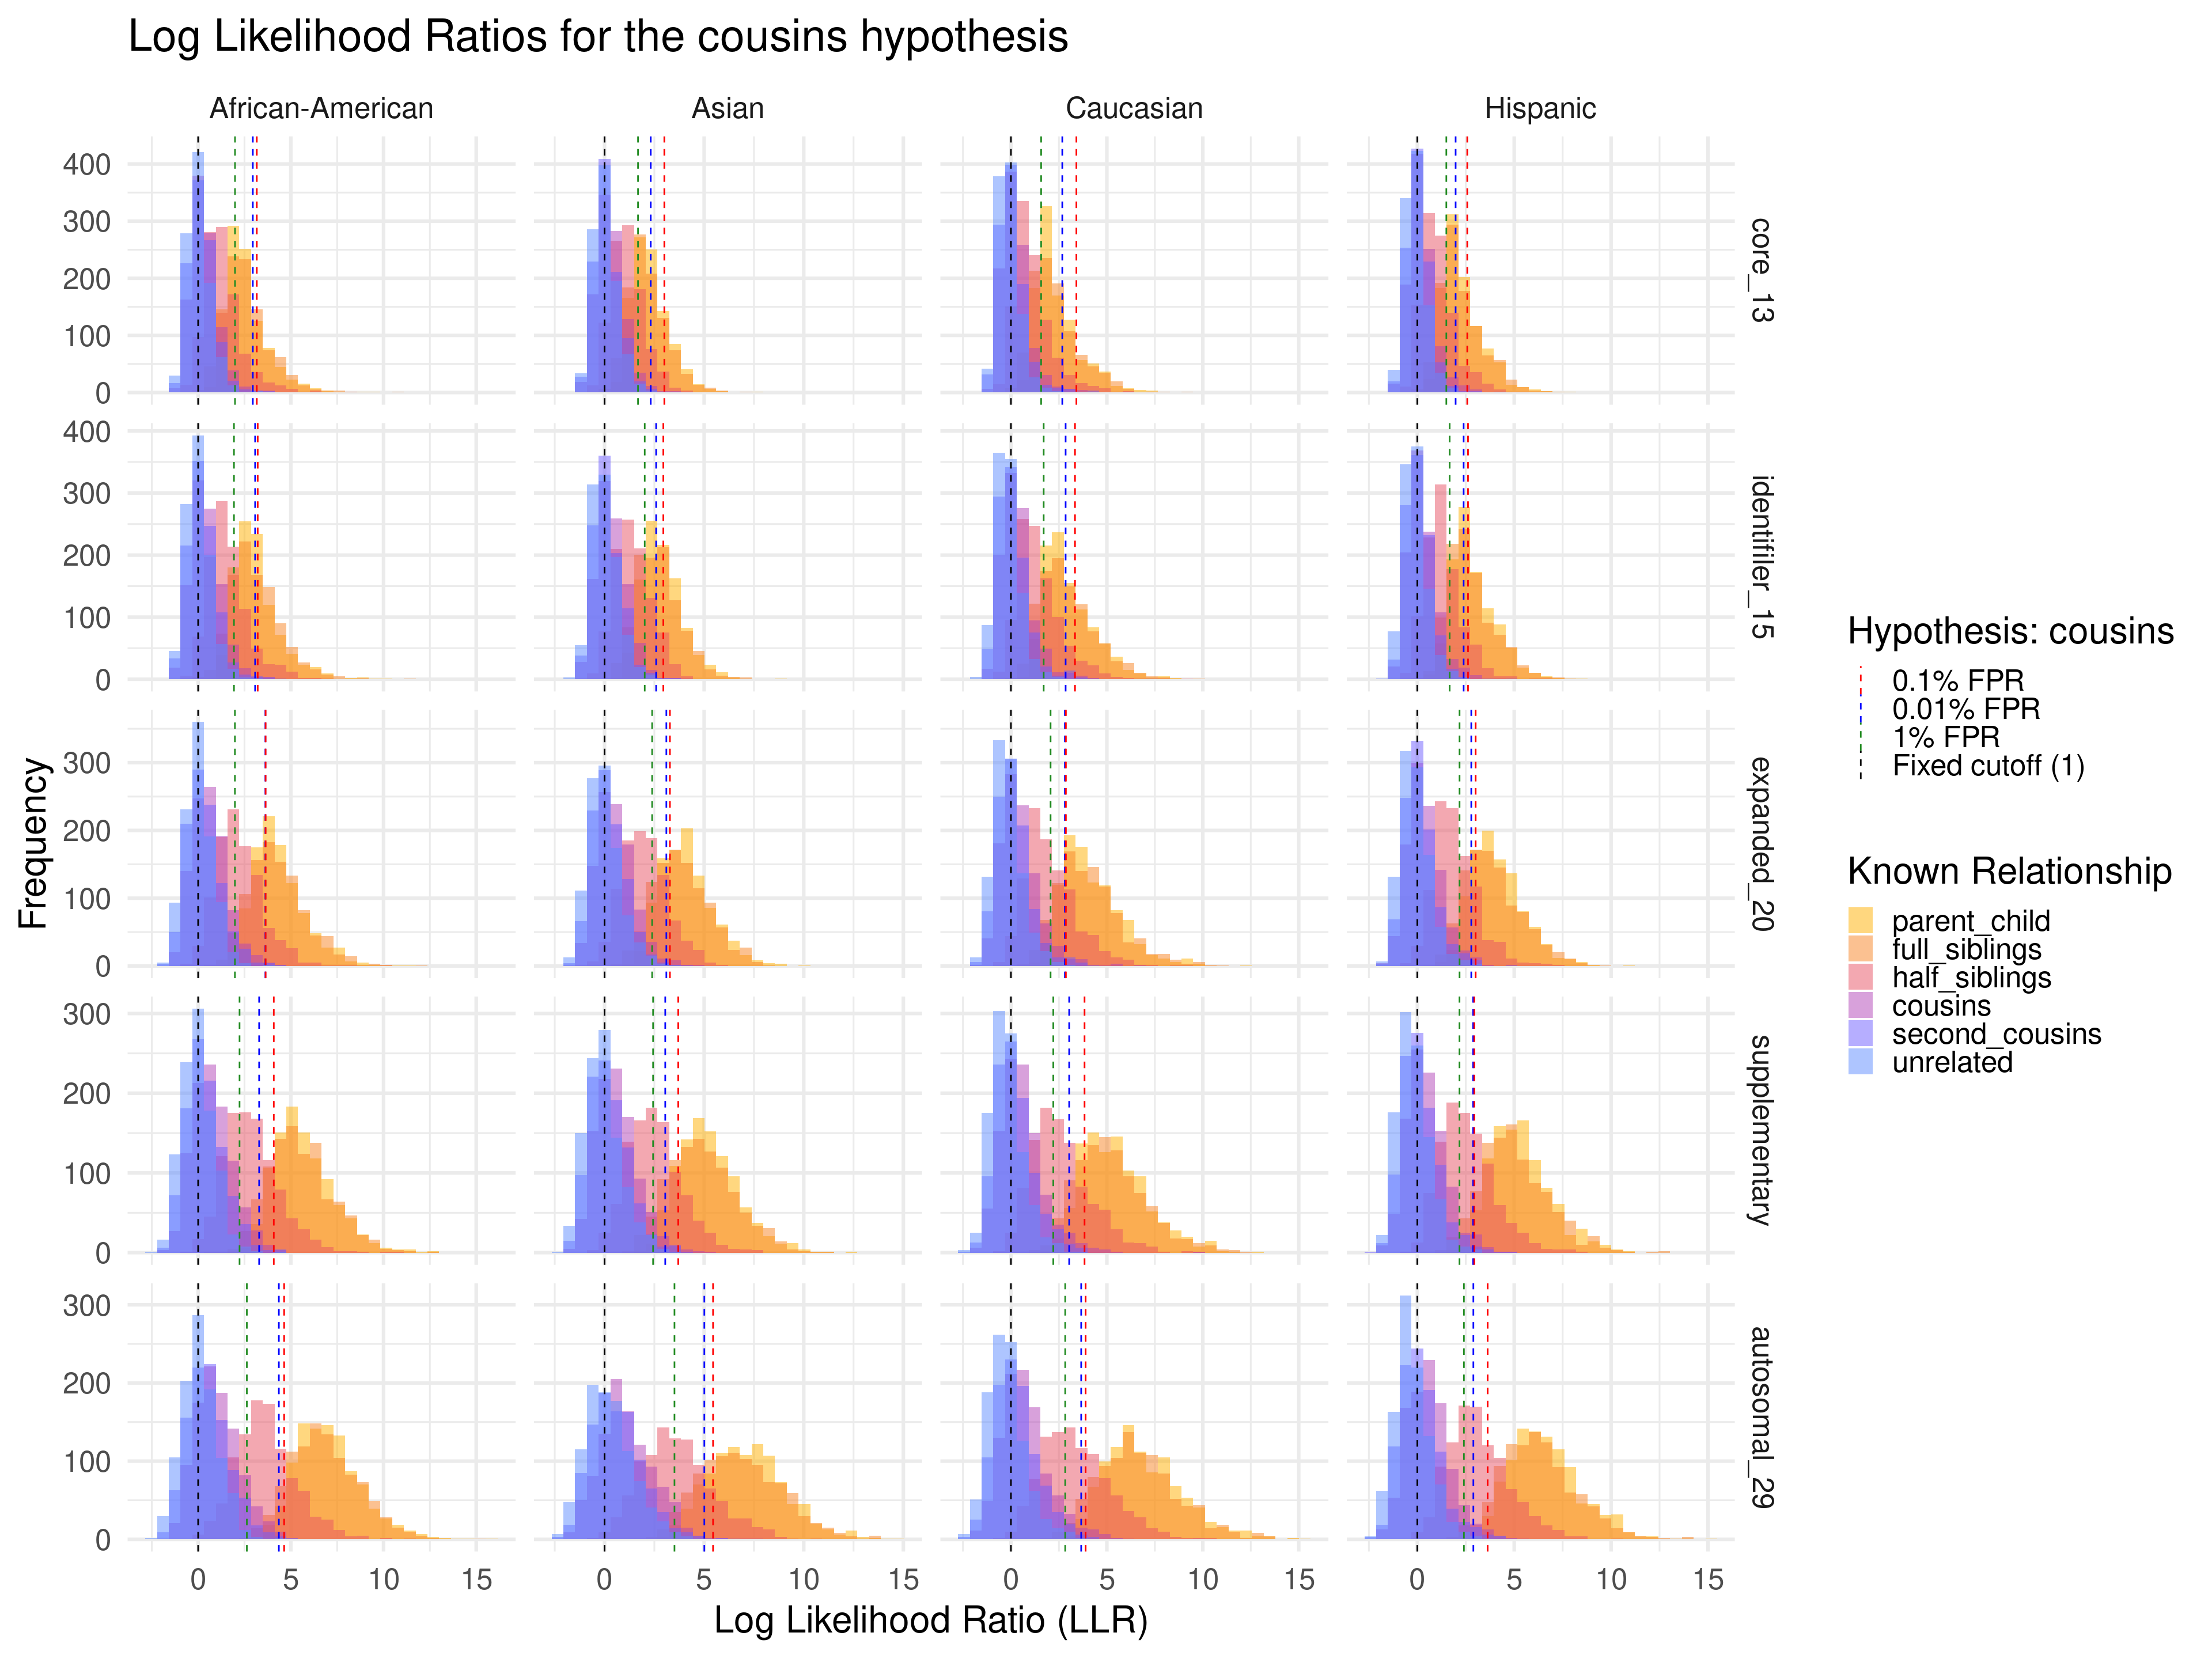 Log Likelihood Ratios for the cousins hypothesis
African-American Asian Caucasian Hispanic
400
300
200
100
0
core_13
400
300
200
100
0
identifiler_15
300
200
100
0
expanded_20
300
200
100
0
supplementary
300
200
100
0
autosomal_29
0 5 10 15 0 5 10 15 0 5 10 15 0 5 10 15
Log Likelihood Ratio (LLR)
Frequency
Hypothesis: cousins
0.1% FPR
0.01% FPR
1% FPR
Fixed cutoff (1)
Known Relationship
parent_child
full_siblings
half_siblings
cousins
second_cousins
unrelated